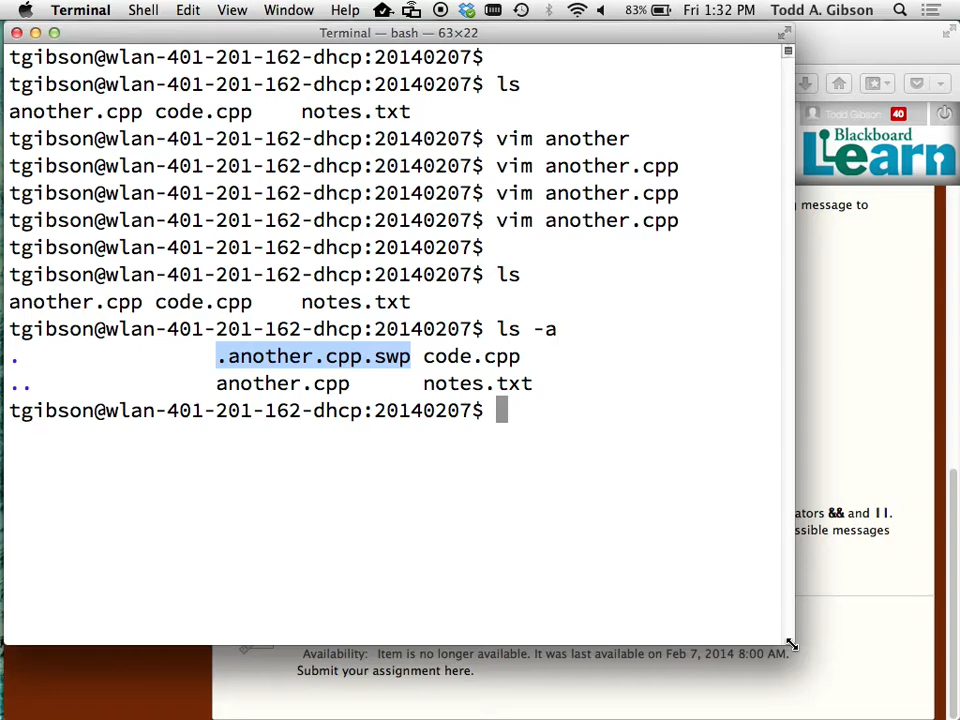 Terminal Shell Edit View Window Help 83% Fri 1:32 PM Todd A. Gibson
Terminal — bash — 63×22
tgibson@wlan-401-201-162-dhcp:20140207$
tgibson@wlan-401-201-162-dhcp:20140207$ ls
another.cpp code.cpp notes.txt
tgibson@wlan-401-201-162-dhcp:20140207$ vim another
tgibson@wlan-401-201-162-dhcp:20140207$ vim another.cpp
tgibson@wlan-401-201-162-dhcp:20140207$ vim another.cpp
tgibson@wlan-401-201-162-dhcp:20140207$ vim another.cpp
tgibson@wlan-401-201-162-dhcp:20140207$
tgibson@wlan-401-201-162-dhcp:20140207$ ls
another.cpp code.cpp notes.txt
tgibson@wlan-401-201-162-dhcp:20140207$ ls -a
. .another.cpp.swp code.cpp
.. another.cpp notes.txt
tgibson@wlan-401-201-162-dhcp:20140207$
Todd Gibson 40
Blackboard
Learn
message to
ators && and ||.
ssible messages
Availability: Item is no longer available. It was last available on Feb 7, 2014 8:00 AM.
Submit your assignment here.